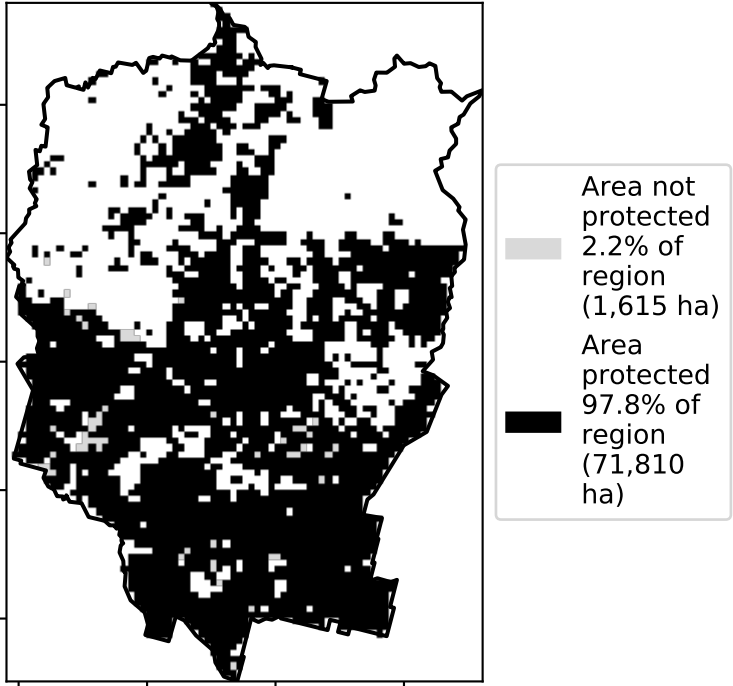 Area not
protected
2.2% of
region
(1,615 ha)
Area
protected
97.8% of
region
(71,810
ha)